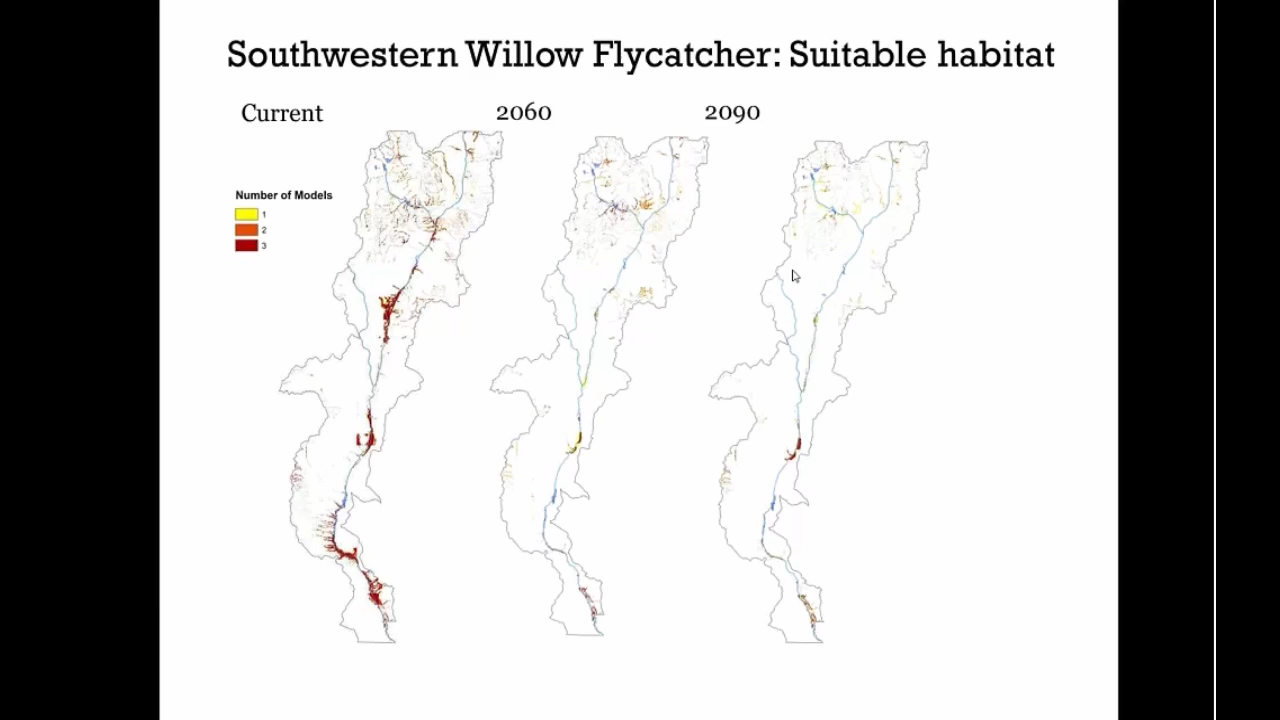 Southwestern Willow Flycatcher: Suitable habitat
Current
2060
2090
Number of Models
1
2
3